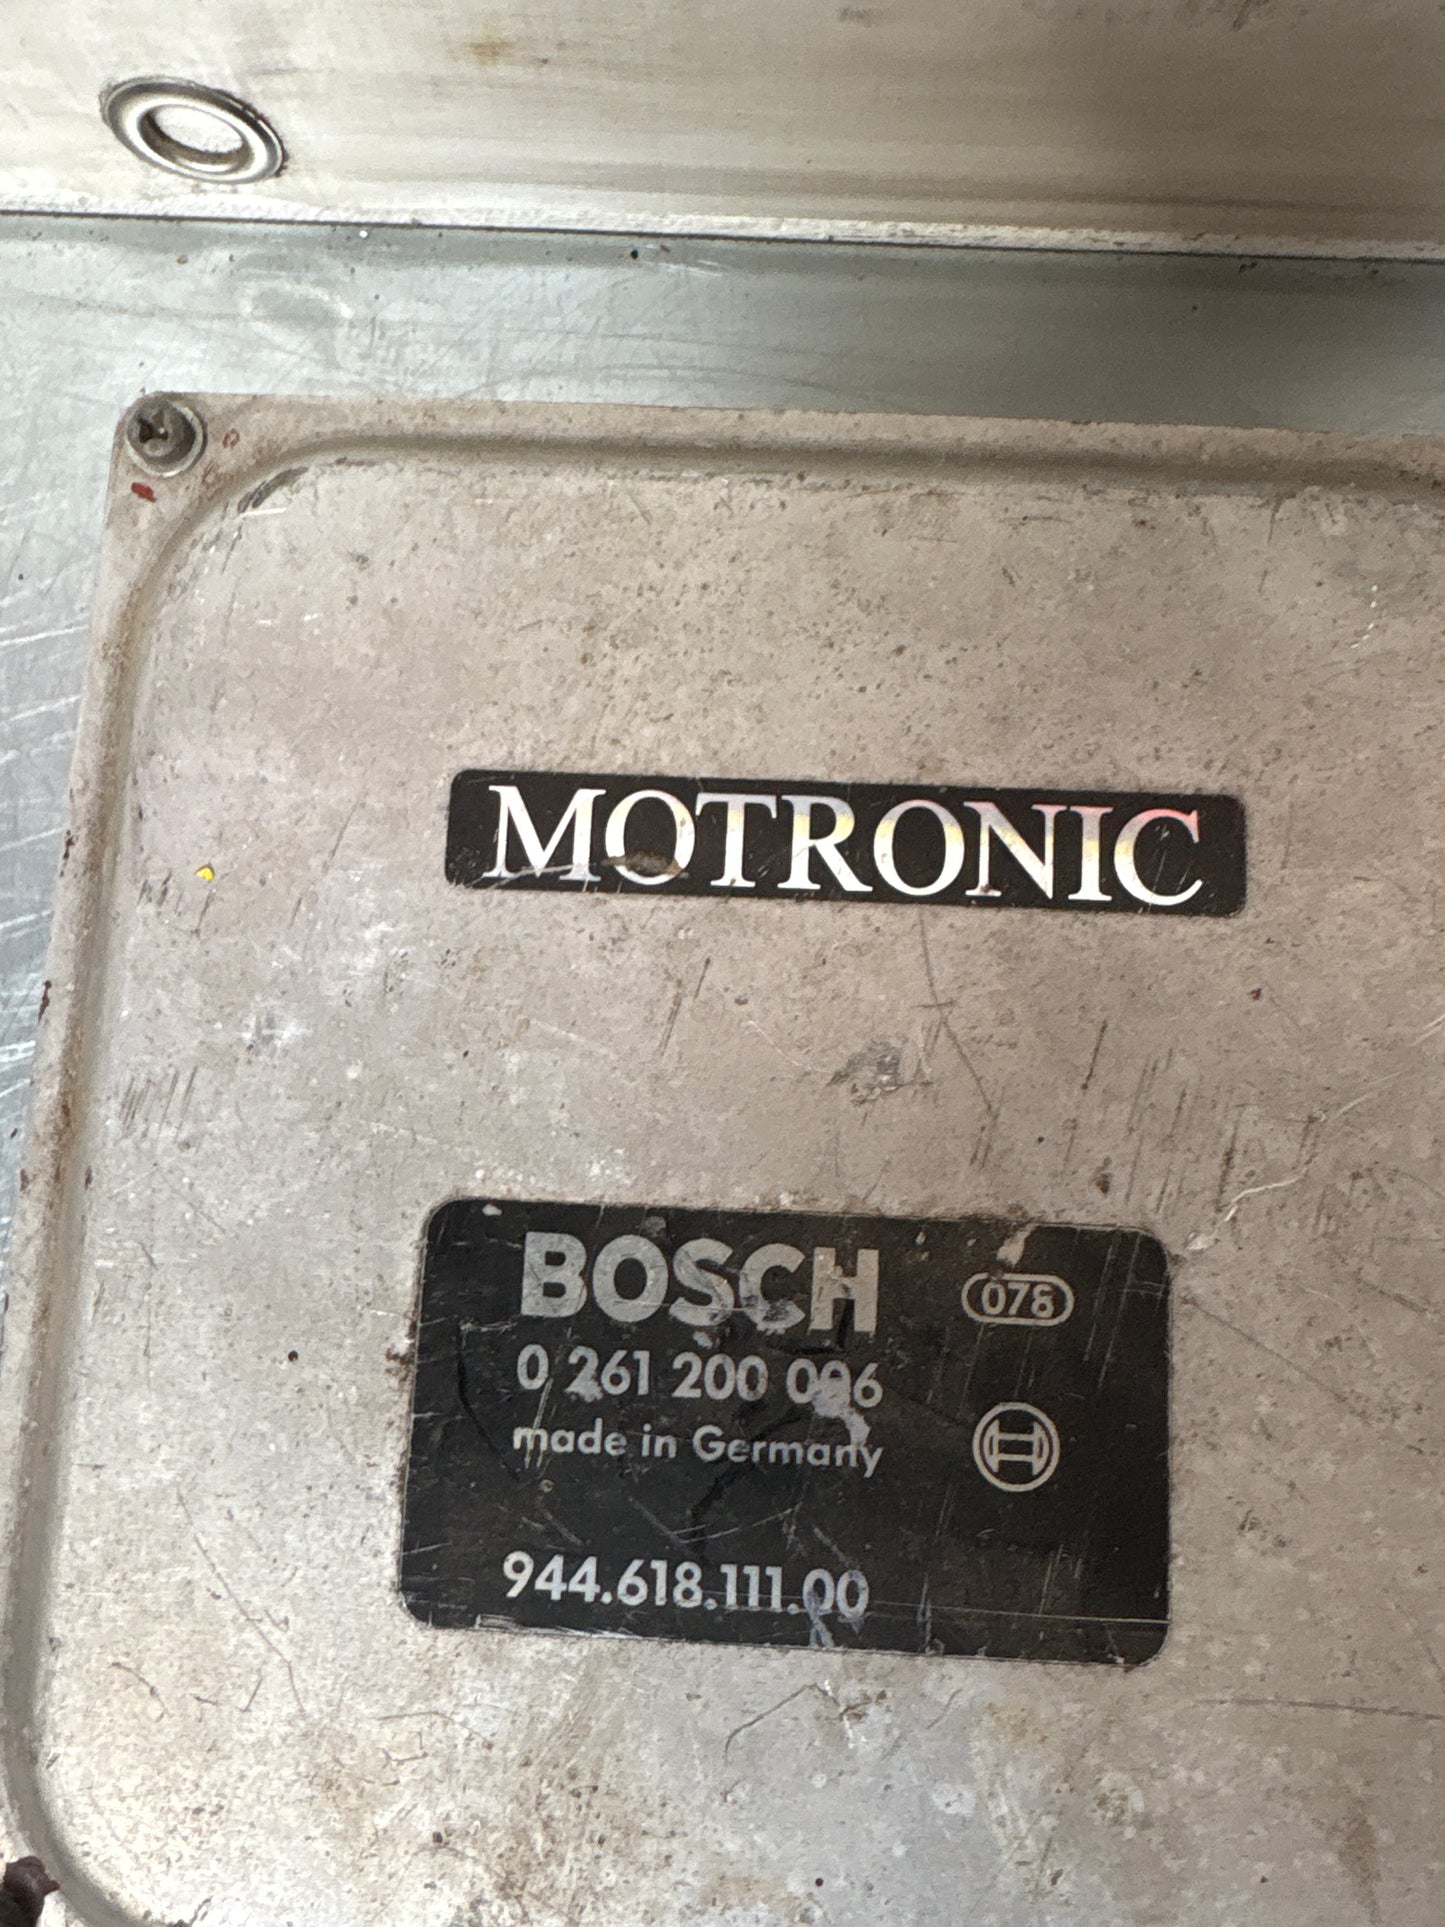 MOTRONIC
BOSCH
078
0 261 200 006
made in Germany
944.618.111.00